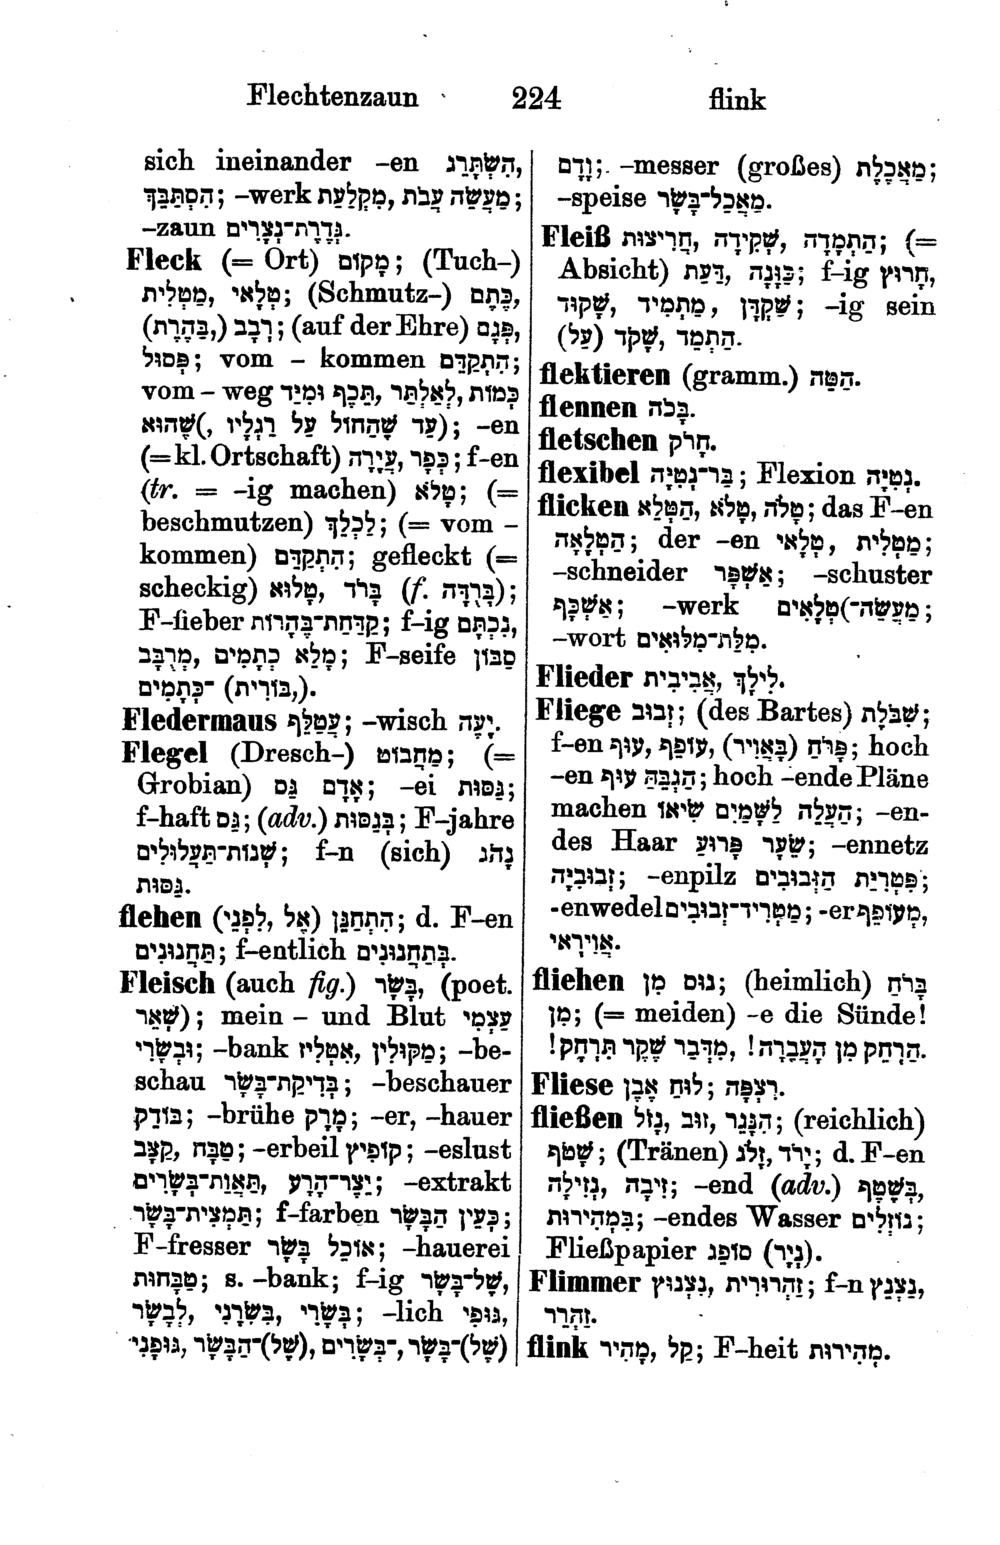 Flechtenzaun 224 flink
sich ineinander –en הִשְׂתָּרֵג,
הִסְתַּבֵּךְ; –werk מַעֲשֵׂה עֲבֹת, מִקְלַעַת;
–zaun גִּדֶרֶת־נְצָרִים.
Fleck (= Ort) מָקוֹם; (Tuch–)
טְלַאי, מַטְלִית; (Schmutz–) כֶּתֶם,
רְבָב (בַּהֶרֶת,); (auf der Ehre) פְּגָם,
פְּסוּל; vom – kommen הִתְקַדֵּם;
vom – weg כְּמוֹת, לְאַלְתַּר, תֵּכֶף וּמִיָּד
(עַד שֶׁהַחוֹל עַל רַגְלָיו ,)שֶׁהוּא; –en
(= kl. Ortschaft) כְּפָר, עֲיָרָה; f–en
(tr. = –ig machen) טָלֹא; (=
beschmutzen) לַכְלֵךְ; (= vom –
kommen) הִתְקַדֵּם; gefleckt (=
scheckig) בָּרֹד, טָלוּא (f. בְּרֻדָּה);
F–fieber קַדַּחַת־בֶּהָרוֹת; f–ig נִכְתָּם,
מָלֵא כְתָמִים, מְרֻבָּב; F–seife סַבּוֹן
(בּוֹרִית,) ־כְּתָמִים.
Fledermaus עֲטַלֵּף; –wisch יָעֶה.
Flegel (Dresch–) מַחְבּוֹט; (=
Grobian) אָדָם גַּס; –ei גַּסּוּת;
f–haft גַּס; (adv.) בְּגַסּוּת; F–jahre
שְׁנוֹת־תַּעֲלוּלִים; f–n (sich) נָהֹג
גַּסּוּת.
flehen הִתְחַנֵּן (אֶל, לִפְנֵי); d. F–en
תַּחֲנוּנִים; f–entlich בְּתַחֲנוּנִים.
Fleisch (auch fig.) בָּשָׂר, (poet.
שְׁאֵר); mein – und Blut עַצְמִי
וּבְשָׂרִי; –bank מַקּוּלִין, אִטְלִיז; –be-
schau בְּדִיקַת־בָּשָׂר; –beschauer
בּוֹדֵק; –brühe מָרָק; –er, –hauer
טַבָּח, קַצָּב; –erbeil קוֹפִיץ; –eslust
יֵצֶר־הָרָע, תַּאֲוַת־בְּשָׂרִים; –extrakt
תַּמְצִית־בָּשָׂר; f–farben כְּעֵין הַבָּשָׂר;
F–fresser אוֹכֵל בָּשָׂר; –hauerei
טַבָּחוּת; s. –bank; f–ig שֶׁל־בָּשָׂר,
בְּשָׂרִי, בַּשְׂרָנִי, לְבָשָׂר; –lich גּוּפִי,
(שֶׁל)־בָּשָׂר, ־בְּשָׂרִים, (שֶׁל)־הַבָּשָׂר, גּוּפָנִי
וָדָם; –messer (großes) מַאֲכֶלֶת;
–speise מַאֲכַל־בָּשָׂר.
Fleiß הַתְמָדָה, שְׁקִידָה, חֲרִיצוּת; (=
Absicht) כַּוָּנָה, דַּעַת; f–ig חָרוּץ,
שַׁקְדָן, מַתְמִיד, שָׁקוּד; –ig sein
הַתְמֵד, שָׁקֹד (עַל).
flektieren (gramm.) הַטֵּה.
flennen בָּכֹה.
fletschen חָרֹק.
flexibel בַּר־נְטִיָּה; Flexion נְטִיָּה.
flicken טָלֹה, טָלֹא, הַטְלֵא; das F–en
הַטְלָאָה; der –en טְלַאי, מַטְלִית;
–schneider אַשְׁפָּר; –schuster
אַשְׁכָּף; –werk מַעֲשֵׂה־)טְלָאִים;
–wort מִלַּת־מִלּוּאִים.
Flieder אֲבִיבִית, לִילָךְ.
Fliege זְבוּב; (des Bartes) שִׁבֹּלֶת;
f–en פָּרֹחַ (בָּאֲוִיר), עוֹפֵף, עוּף; hoch
–en הַגְבֵּהַּ עוּף; hoch –ende Pläne
machen הַעֲלֵה לַשָּׁמַיִם שִׂיאוֹ; –en-
des Haar שֵׂעָר פָּרוּעַ; –ennetz
זְבוּבִיָּה; –enpilz פִּטְרִיַּת הַזְּבוּבִים;
–enwedel מַטְרִיד־זְבוּבִים; –er מְעוֹפֵף,
אֲוִירַאי.
fliehen נוּס מִן; (heimlich) בָּרֹחַ
מִן; (= meiden) –e die Sünde!
הַרְחֵק מִן הָעֲבֵרָה!, מִדְּבַר שֶׁקֶר תִּרְחָק!.
Fliese לוּחַ אֶבֶן; רִצְפָּה.
fließen הִנָּגֵר, זוּב, נָזֹל; (reichlich)
שָׁטֹף; (Tränen) יָרֹד, זָלֹג; d. F–en
זִיבָה, נְזִילָה; –end (adv.) בְּשֶׁטֶף,
בִּמְהִירוּת; –endes Wasser נוֹזְלִים;
Fließpapier (נְיָר) סוֹפֵג.
Flimmer נִצְנוּץ, זַהֲרוּרִית; f–n נַצְנֵץ,
זַהְרֵר.
flink קַל, מָהִיר; F–heit מְהִירוּת.